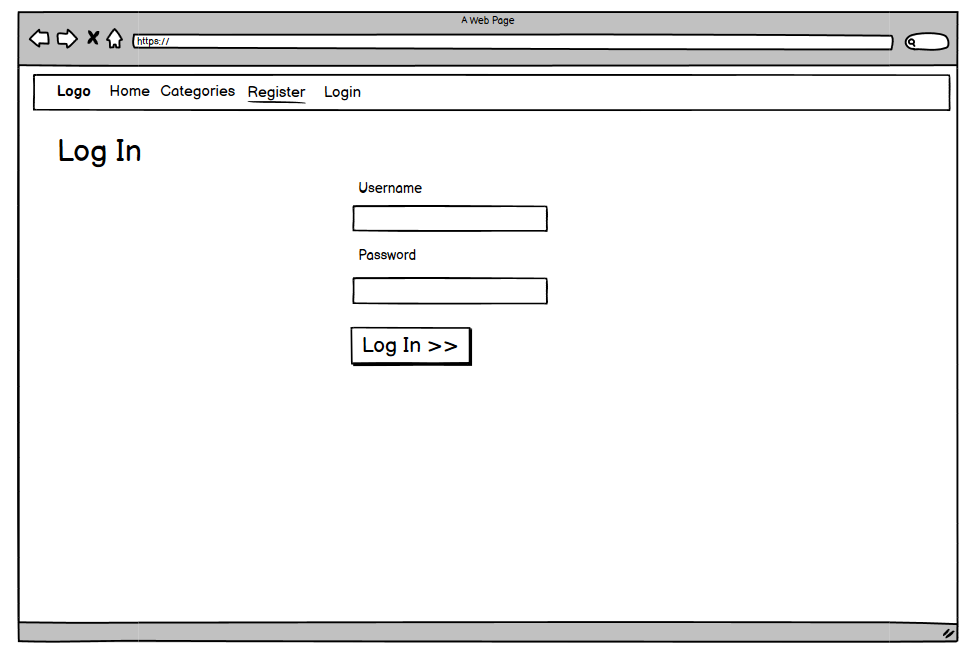 A Web Page
https://
Logo Home Categories Register Login
Log In
Username
Password
Log In >>